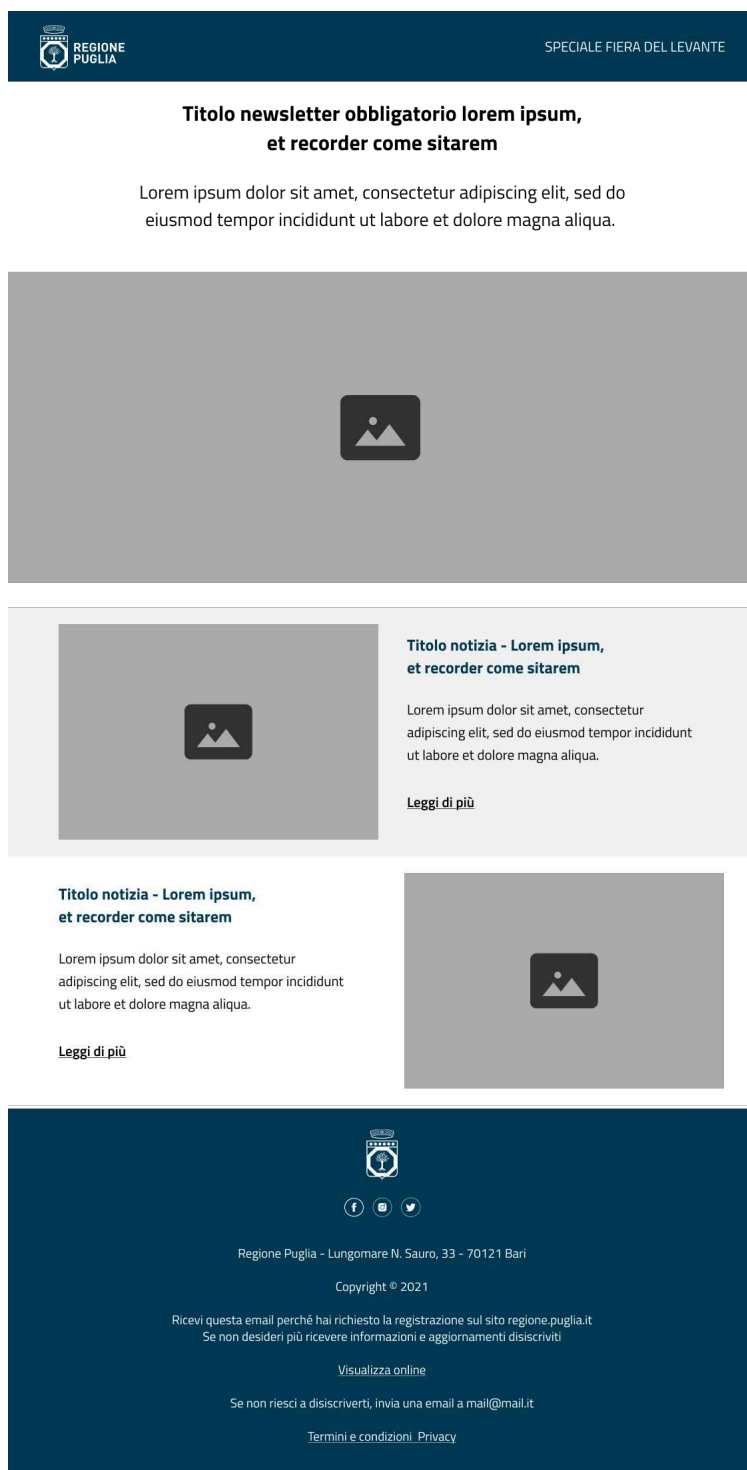 REGIONE
PUGLIA
SPECIALE FIERA DEL LEVANTE
Titolo newsletter obbligatorio lorem ipsum,
et recorder come sitarem
Lorem ipsum dolor sit amet, consectetur adipiscing elit, sed do
eiusmod tempor incididunt ut labore et dolore magna aliqua.
Titolo notizia - Lorem ipsum,
et recorder come sitarem
Lorem ipsum dolor sit amet, consectetur
adipiscing elit, sed do eiusmod tempor incididunt
ut labore et dolore magna aliqua.
Leggi di più
Titolo notizia - Lorem ipsum,
et recorder come sitarem
Lorem ipsum dolor sit amet, consectetur
adipiscing elit, sed do eiusmod tempor incididunt
ut labore et dolore magna aliqua.
Leggi di più
Regione Puglia - Lungomare N. Sauro, 33 - 70121 Bari
Copyright © 2021
Ricevi questa email perché hai richiesto la registrazione sul sito regione.puglia.it
Se non desideri più ricevere informazioni e aggiornamenti disiscriviti
Visualizza online
Se non riesci a disiscriverti, invia una email a mail@mail.it
Termini e condizioni Privacy